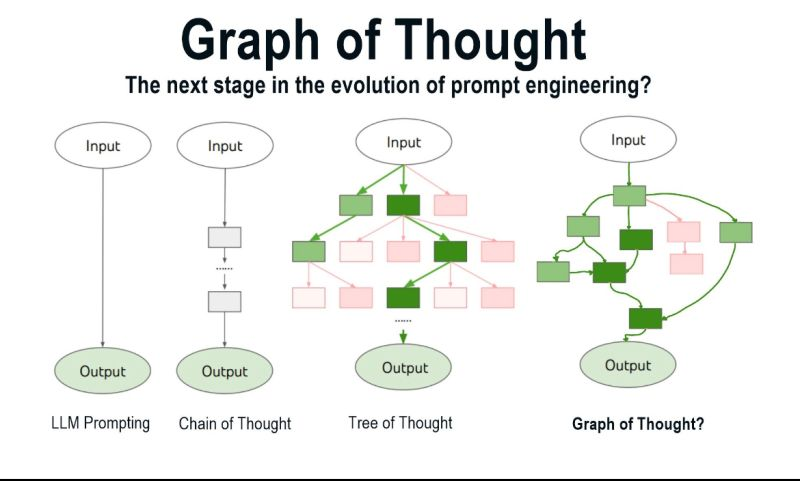 Graph of Thought
The next stage in the evolution of prompt engineering?
Input
Input
Input
Input
......
......
Output
Output
Output
Output
LLM Prompting
Chain of Thought
Tree of Thought
Graph of Thought?